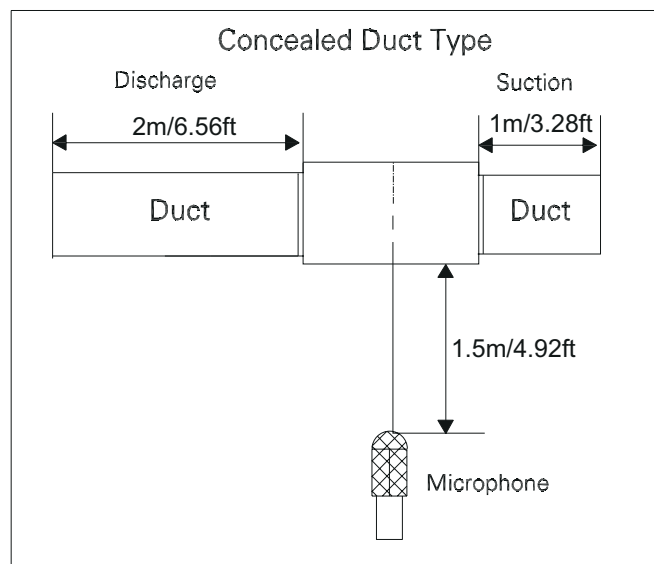 Concealed Duct Type
Discharge
Suction
2m/6.56ft
1m/3.28ft
Duct
Duct
1.5m/4.92ft
Microphone